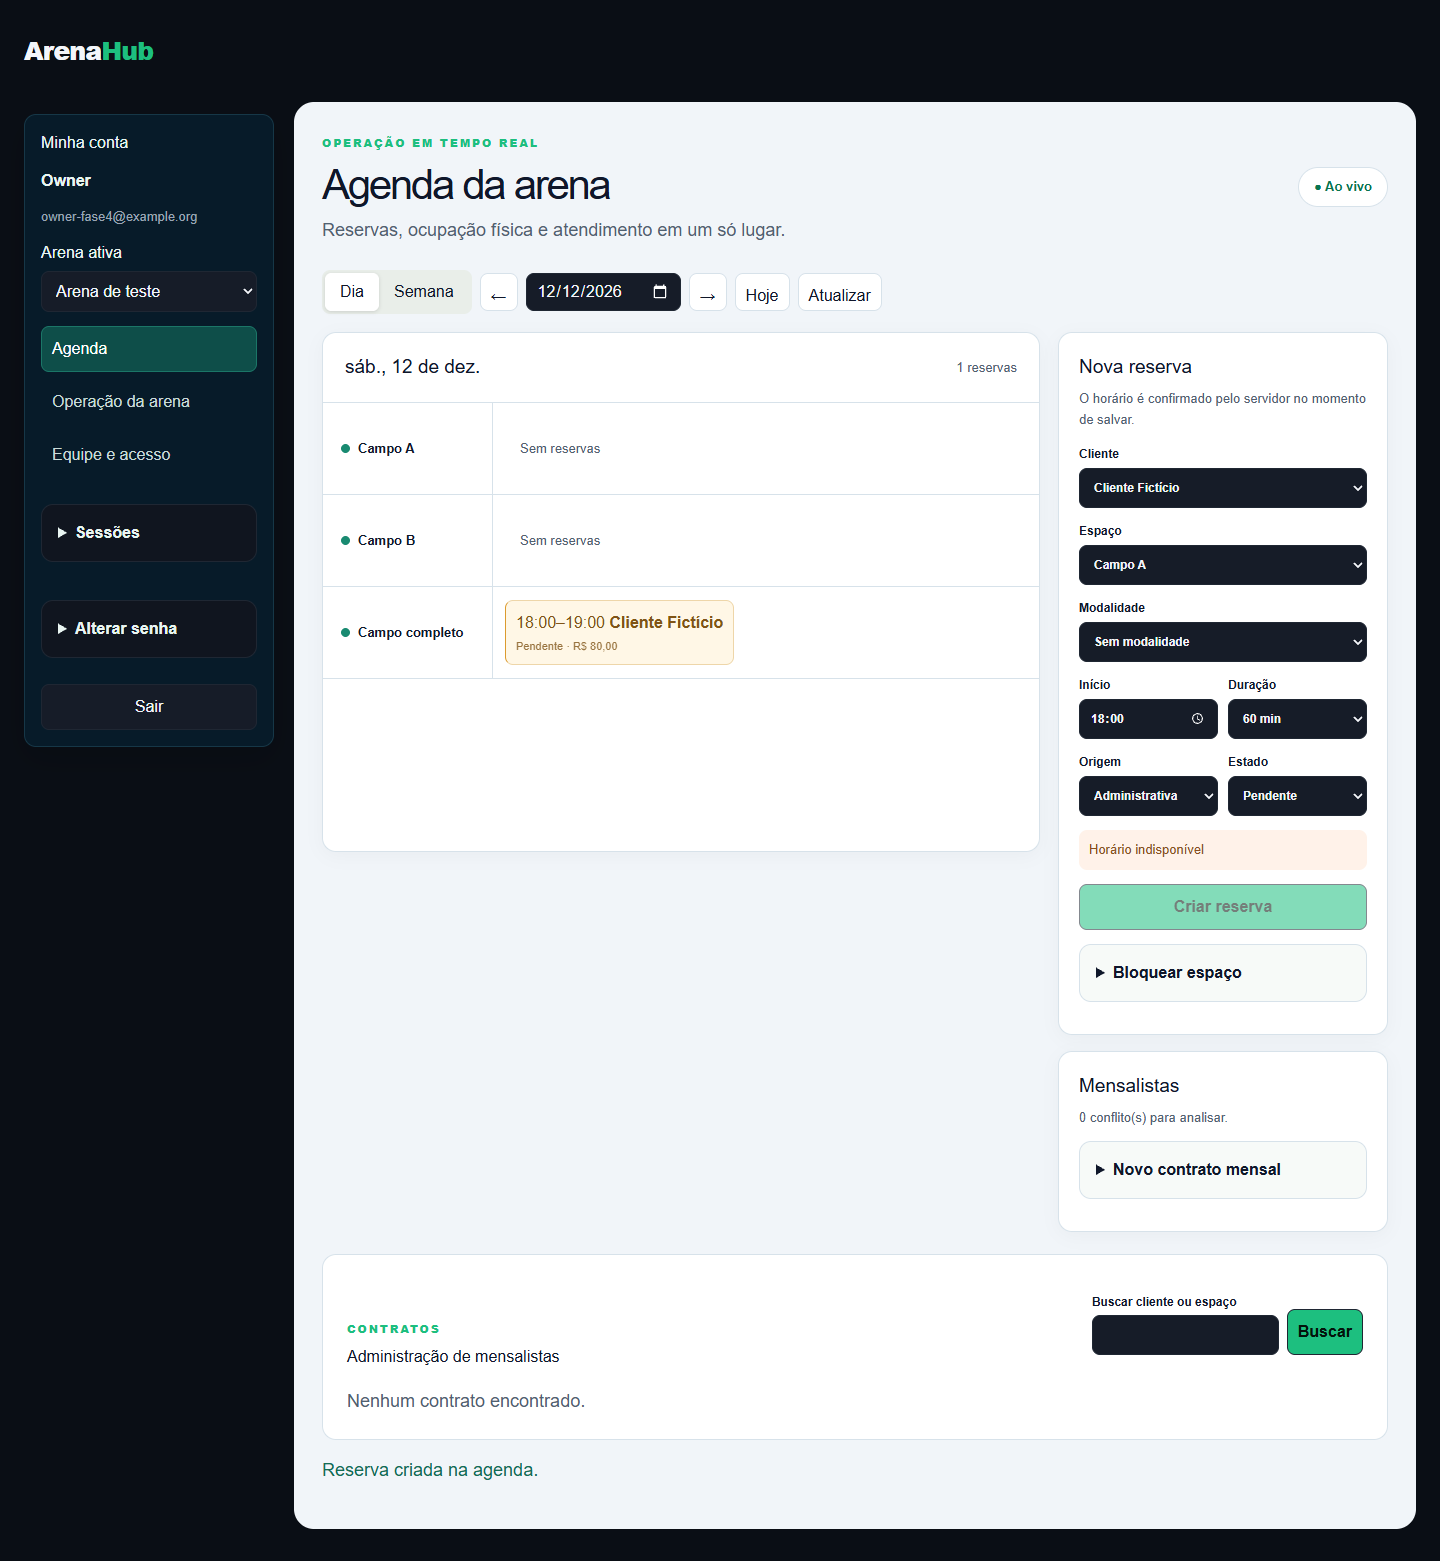 ArenaHub
Minha conta
Owner
owner-fase4@example.org
Arena ativa
Arena de teste
Agenda
Operação da arena
Equipe e acesso
Sessões
Alterar senha
Sair
OPERAÇÃO EM TEMPO REAL
Agenda da arena
Ao vivo
Reservas, ocupação física e atendimento em um só lugar.
Dia Semana ← 12/12/2026 → Hoje Atualizar
sáb., 12 de dez. 1 reservas
Campo A Sem reservas
Campo B Sem reservas
Campo completo
18:00–19:00 Cliente Fictício
Pendente · R$ 80,00
Nova reserva
O horário é confirmado pelo servidor no momento
de salvar.
Cliente
Cliente Fictício
Espaço
Campo A
Modalidade
Sem modalidade
Início Duração
18:00 60 min
Origem Estado
Administrativa Pendente
Horário indisponível
Criar reserva
Bloquear espaço
Mensalistas
0 conflito(s) para analisar.
Novo contrato mensal
Buscar cliente ou espaço
Buscar
CONTRATOS
Administração de mensalistas
Nenhum contrato encontrado.
Reserva criada na agenda.